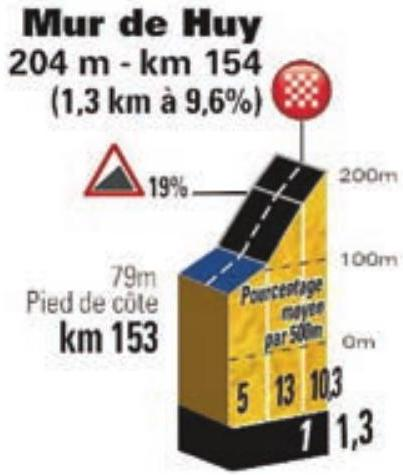 Mur de Huy
204 m - km 154
(1,3 km à 9,6%)
19%
200m
79m
Pied de côte
km 153
100m
Pourcentage
moyen
par 500m
0m
5 13 10,3
1 1,3